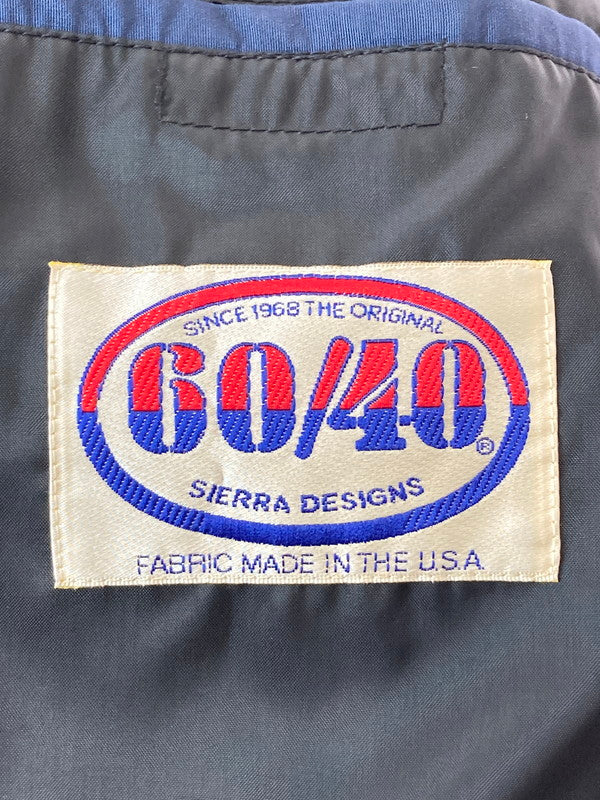 SINCE 1968 THE ORIGINAL
60/40®
SIERRA DESIGNS
FABRIC MADE IN THE U.S.A.